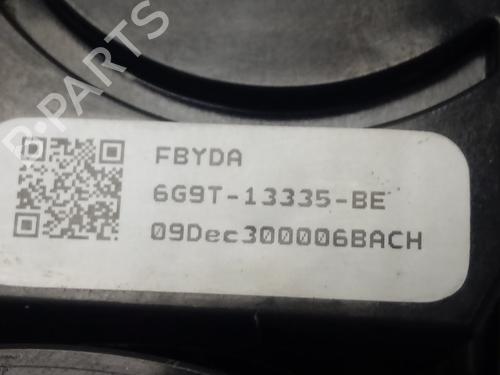 B-PARTS
FBYDA
6G9T-13335-BE
09Dec300006BACH